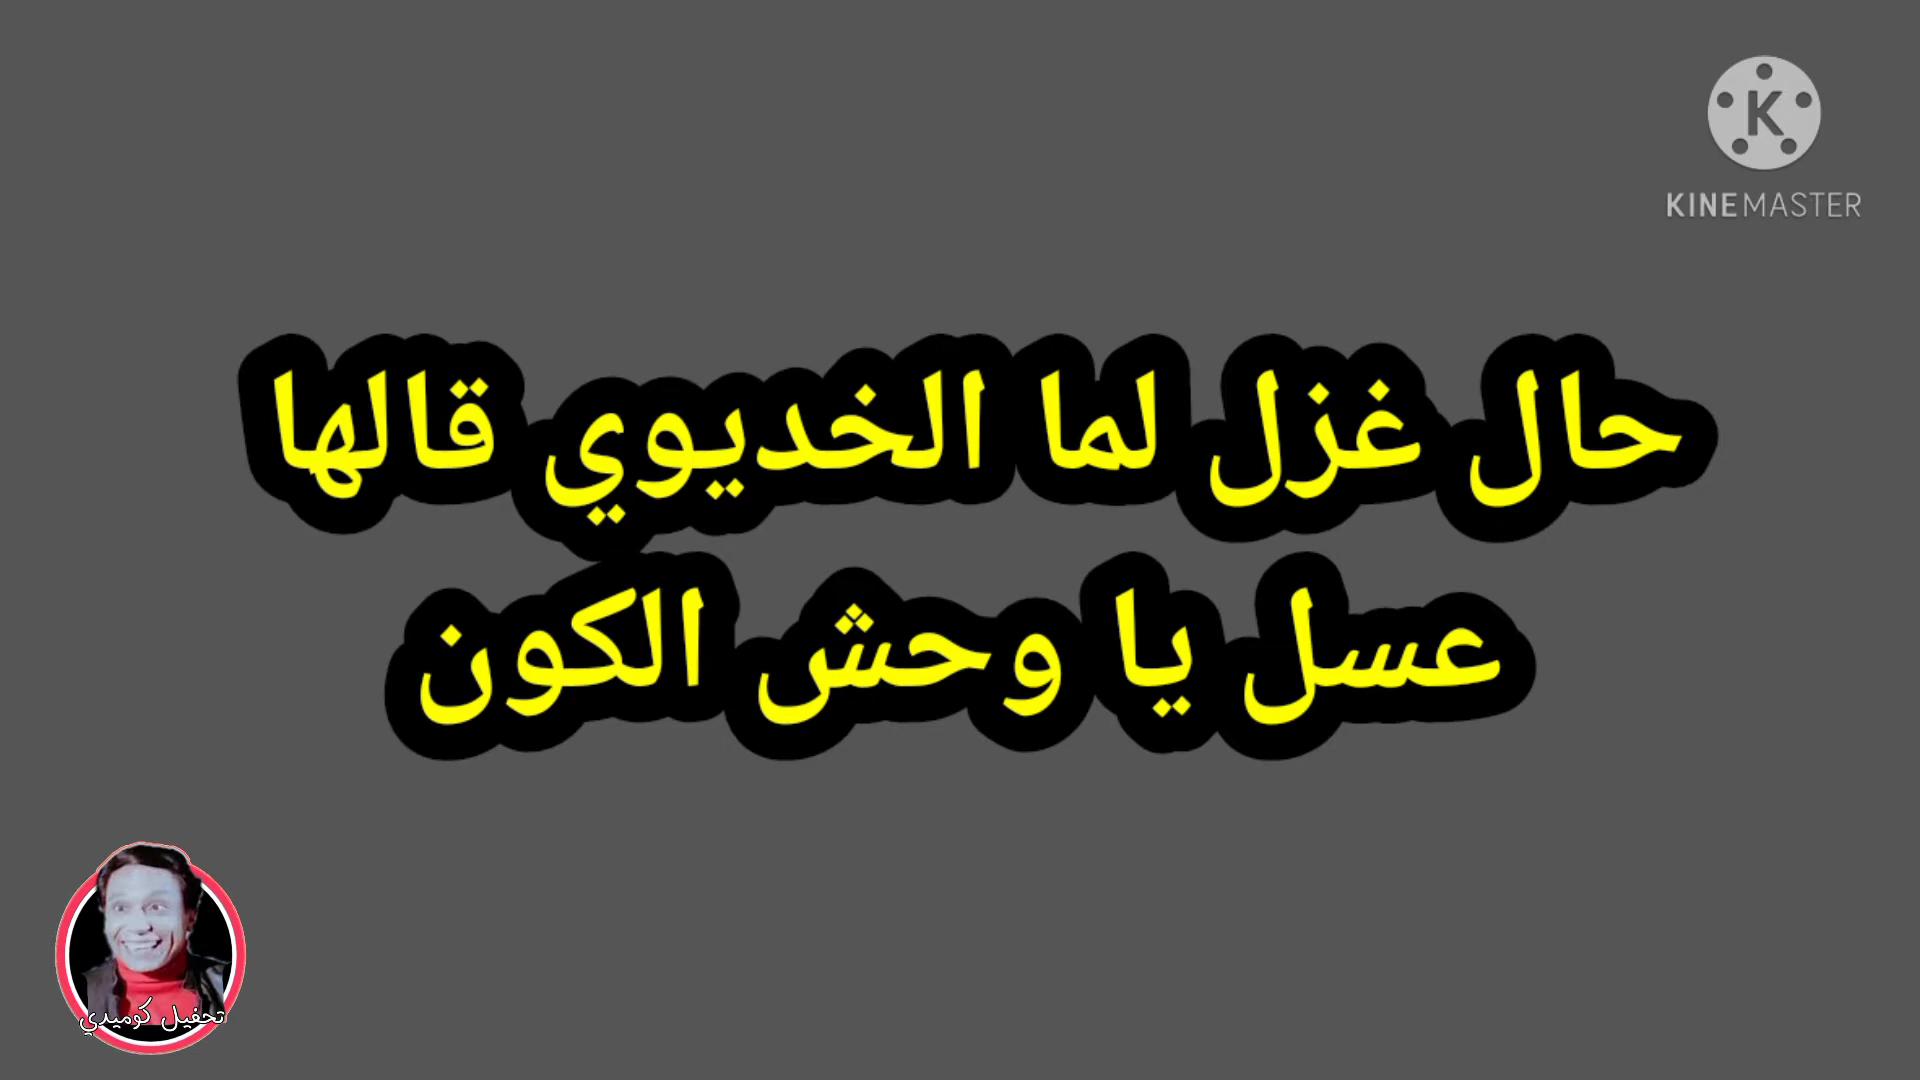 K
KINEMASTER
حال غزل لما الخديوي قالها
عسل يا وحش الكون
تحفيل كوميدي